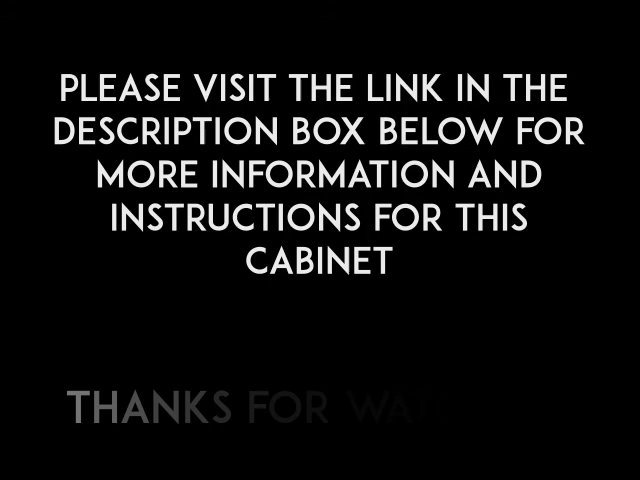 PLEASE VISIT THE LINK IN THE
DESCRIPTION BOX BELOW FOR
MORE INFORMATION AND
INSTRUCTIONS FOR THIS
CABINET
THANKS FOR